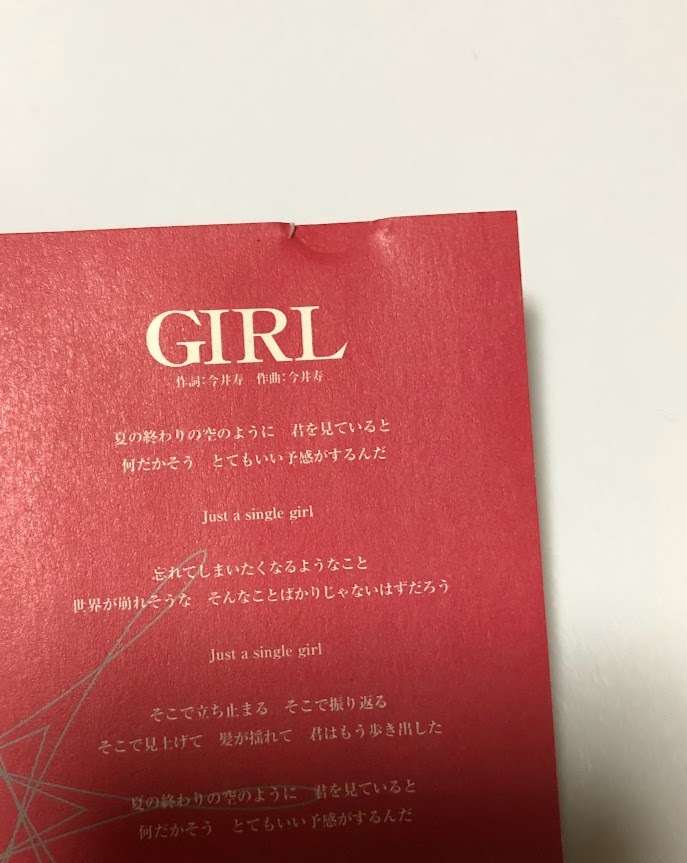 GIRL
作詞：今井寿　作曲：今井寿
夏の終わりの空のように　君を見ていると
何だかそう　とてもいい予感がするんだ
Just a single girl
忘れてしまいたくなるようなこと
世界が崩れそうな　そんなことばかりじゃないはずだろう
Just a single girl
そこで立ち止まる　そこで振り返る
そこで見上げて　髪が揺れて　君はもう歩き出した
夏の終わりの空のように　君を見ていると
何だかそう　とてもいい予感がするんだ